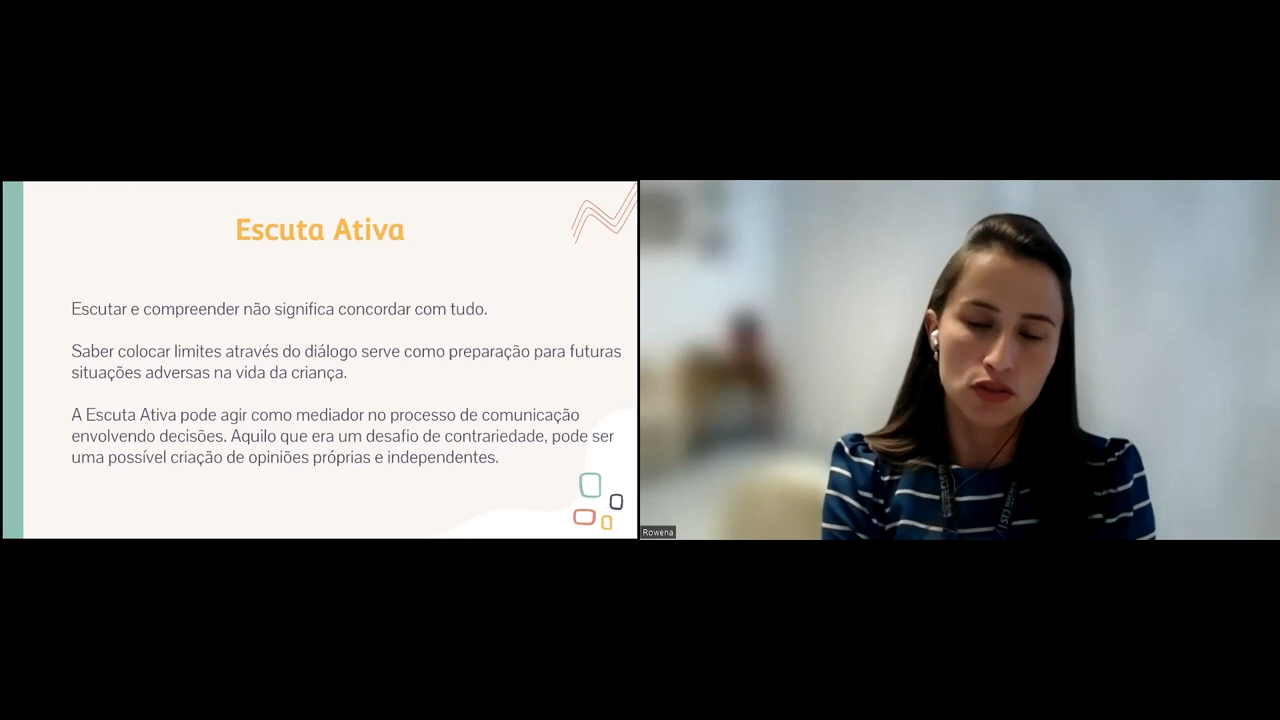 Escuta Ativa
Escutar e compreender não significa concordar com tudo.
Saber colocar limites através do diálogo serve como preparação para futuras
situações adversas na vida da criança.
A Escuta Ativa pode agir como mediador no processo de comunicação
envolvendo decisões. Aquilo que era um desafio de contrariedade, pode ser
uma possível criação de opiniões próprias e independentes.
Rowena
STJ